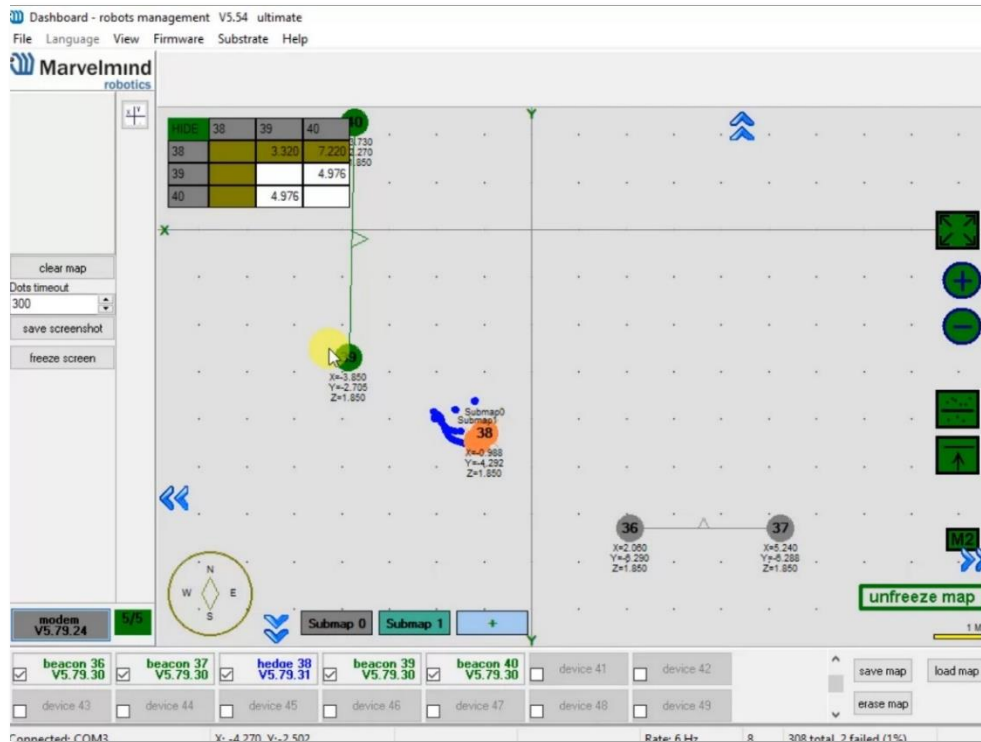 Dashboard - robots management V5.54 ultimate
File Language View Firmware Substrate Help
Marvelmind
robotics
HIDE 38 39 40
38 3.320 7.220
39 4.976
40 4.976
40
2.270
X
Y
clear map
Dots timeout
300
save screenshot
freeze screen
X=-3.850
Y=-2.705
Z=1.850
Submap0
Submap1
38
X=-0.988
Y=-4.292
Z=1.850
36
X=2.060
Y=-6.290
Z=1.850
37
X=5.240
Y=-6.288
Z=1.850
M2
N
W E
S
unfreeze map
modem
V5.79.24
5/5
Submap 0 Submap 1 +
Y
1 M
beacon 36
V5.79.30
beacon 37
V5.79.30
hedge 38
V5.79.31
beacon 39
V5.79.30
beacon 40
V5.79.30
device 41
device 42
save map
load map
device 43
device 44
device 45
device 46
device 47
device 48
device 49
erase map
Connected: COM3 X: -4.270 Y:-2.502 Rate: 6 Hz 8 308 total, 2 failed (1%)